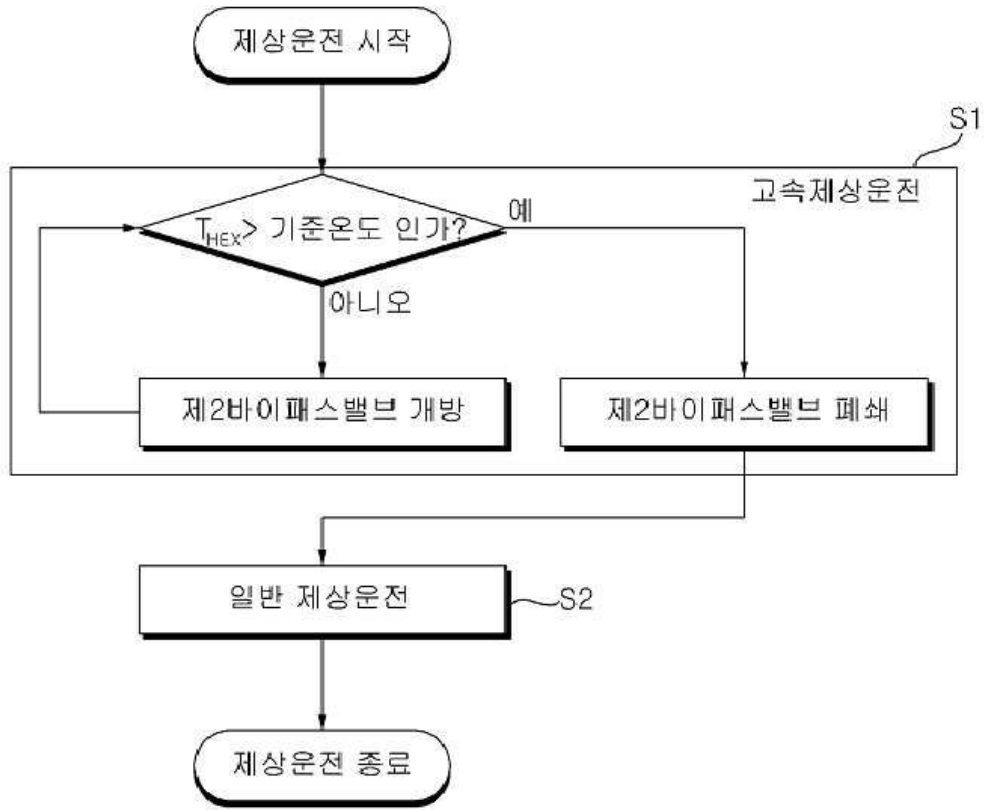 제상운전 시작
S1
고속제상운전
T_HEX> 기준온도 인가?
예
아니오
제2바이패스밸브 개방
제2바이패스밸브 폐쇄
일반 제상운전
S2
제상운전 종료